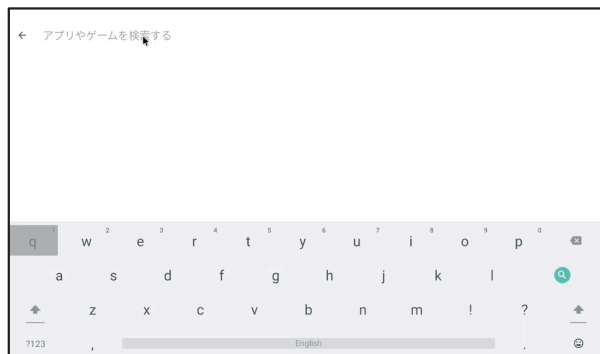 アプリやゲームを検索する
q w 2 e 3 r 4 t 5 y 6 u 7 i 8 o 9 p 0
a s d f g h j k l
z x c v b n m ! ?
?123 , English .